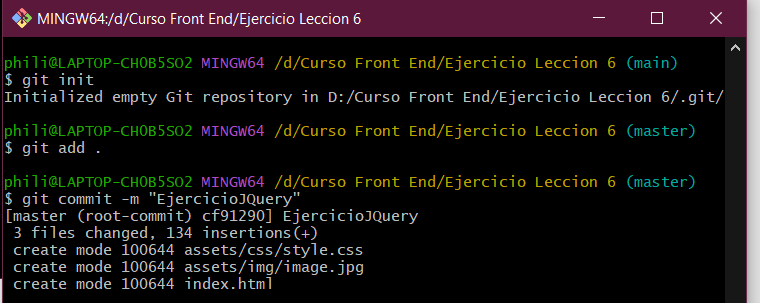 MINGW64:/d/Curso Front End/Ejercicio Leccion 6
phili@LAPTOP-CH0B5SO2 MINGW64 /d/Curso Front End/Ejercicio Leccion 6 (main)
$ git init
Initialized empty Git repository in D:/Curso Front End/Ejercicio Leccion 6/.git/
phili@LAPTOP-CH0B5SO2 MINGW64 /d/Curso Front End/Ejercicio Leccion 6 (master)
$ git add .
phili@LAPTOP-CH0B5SO2 MINGW64 /d/Curso Front End/Ejercicio Leccion 6 (master)
$ git commit -m "EjercicioJQuery"
[master (root-commit) cf91290] EjercicioJQuery
 3 files changed, 134 insertions(+)
 create mode 100644 assets/css/style.css
 create mode 100644 assets/img/image.jpg
 create mode 100644 index.html